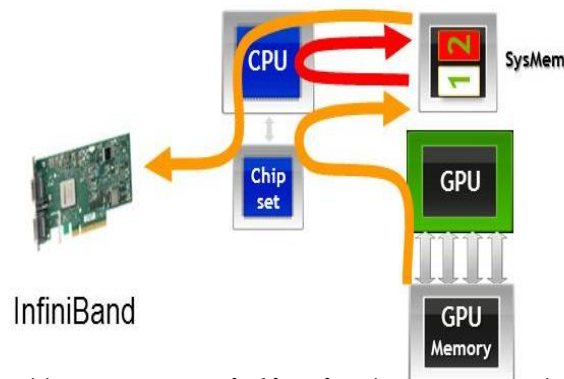 CPU
2
1
SysMem
Chip
set
GPU
InfiniBand
GPU
Memory